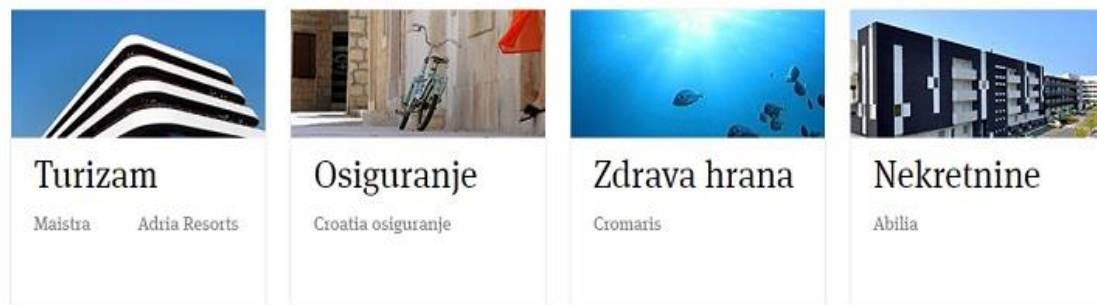 Turizam
Maistra Adria Resorts
Osiguranje
Croatia osiguranje
Zdrava hrana
Cromaris
Nekretnine
Abilia